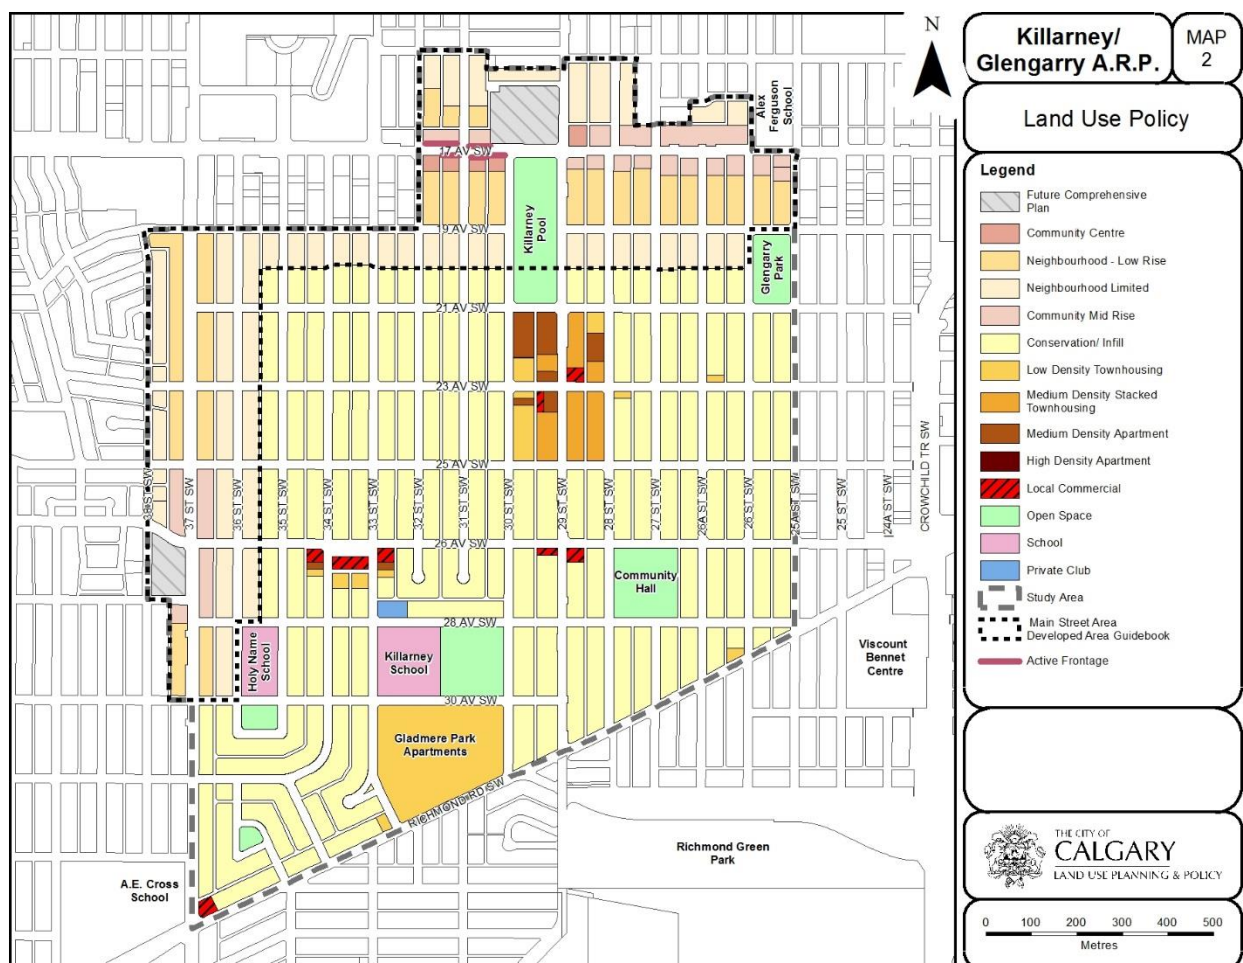 N
Killarney/
Glengarry A.R.P.
MAP
2
Land Use Policy
Legend
Future Comprehensive
Plan
Community Centre
Neighbourhood - Low Rise
Neighbourhood Limited
Community Mid Rise
Conservation/ Infill
Low Density Townhousing
Medium Density Stacked
Townhousing
Medium Density Apartment
High Density Apartment
Local Commercial
Open Space
School
Private Club
Study Area
Main Street Area
Developed Area Guidebook
Active Frontage
THE CITY OF
CALGARY
LAND USE PLANNING & POLICY
0 100 200 300 400 500
Metres
Alex
Ferguson
School
17 AV SW
19 AV SW
Killarney
Pool
Glengarry
Park
21 AV SW
23 AV SW
25 AV SW
38 ST SW
37 ST SW
36 ST SW
35 ST SW
34 ST SW
33 ST SW
32 ST SW
31 ST SW
30 ST SW
29 ST SW
28 ST SW
27 ST SW
26A ST SW
26 ST SW
25A ST SW
25 ST SW
24A ST SW
CROWCHILD TR SW
26 AV SW
Community
Hall
28 AV SW
Holy Name
School
Killarney
School
Viscount
Bennet
Centre
30 AV SW
Gladmere Park
Apartments
RICHMOND RD SW
Richmond Green
Park
A.E. Cross
School